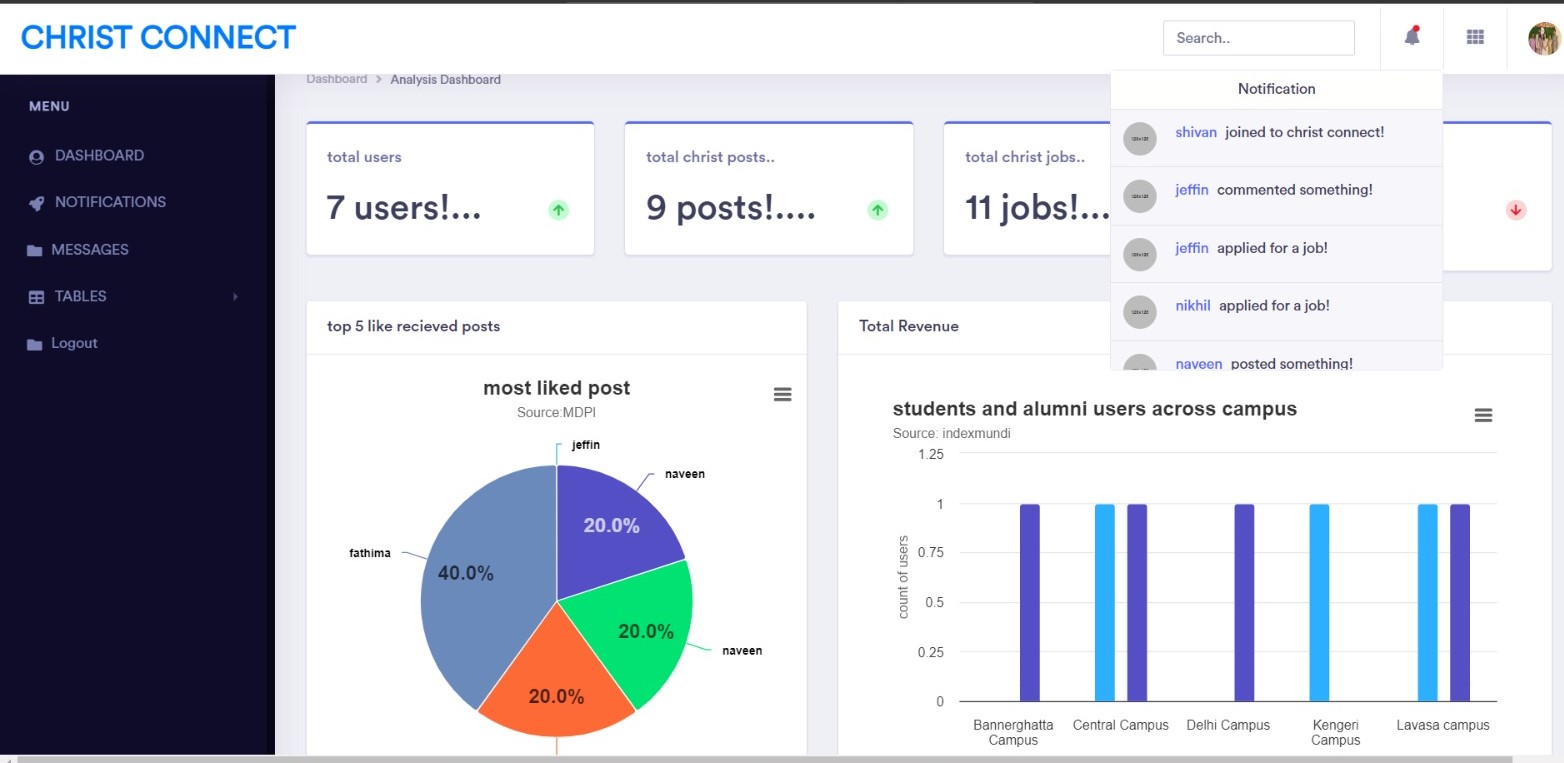 CHRIST CONNECT
Search..
Dashboard > Analysis Dashboard
Notification
shivan joined to christ connect!
jeffin commented something!
jeffin applied for a job!
nikhil applied for a job!
naveen posted something!
MENU
DASHBOARD
NOTIFICATIONS
MESSAGES
TABLES
Logout
total users
7 users!...
total christ posts..
9 posts!....
total christ jobs..
11 jobs!...
top 5 like recieved posts
most liked post
Source:MDPI
jeffin
naveen
20.0%
fathima
40.0%
20.0%
naveen
20.0%
Total Revenue
students and alumni users across campus
Source: indexmundi
count of users
1.25
1
0.75
0.5
0.25
0
Bannerghatta
Campus
Central Campus
Delhi Campus
Kengeri
Campus
Lavasa campus